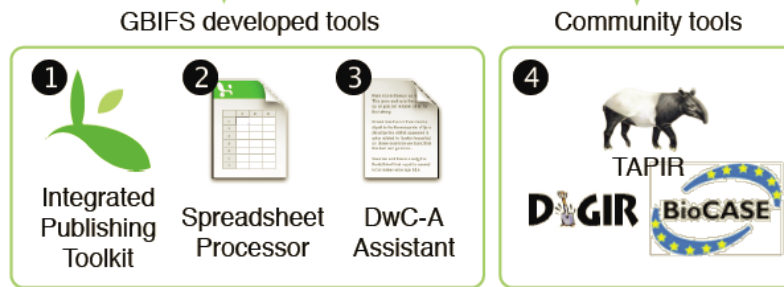 GBIFS developed tools
Community tools
1
2
3
4
Integrated
Publishing
Toolkit
Spreadsheet
Processor
DwC-A
Assistant
TAPIR
DiGIR
BioCASE